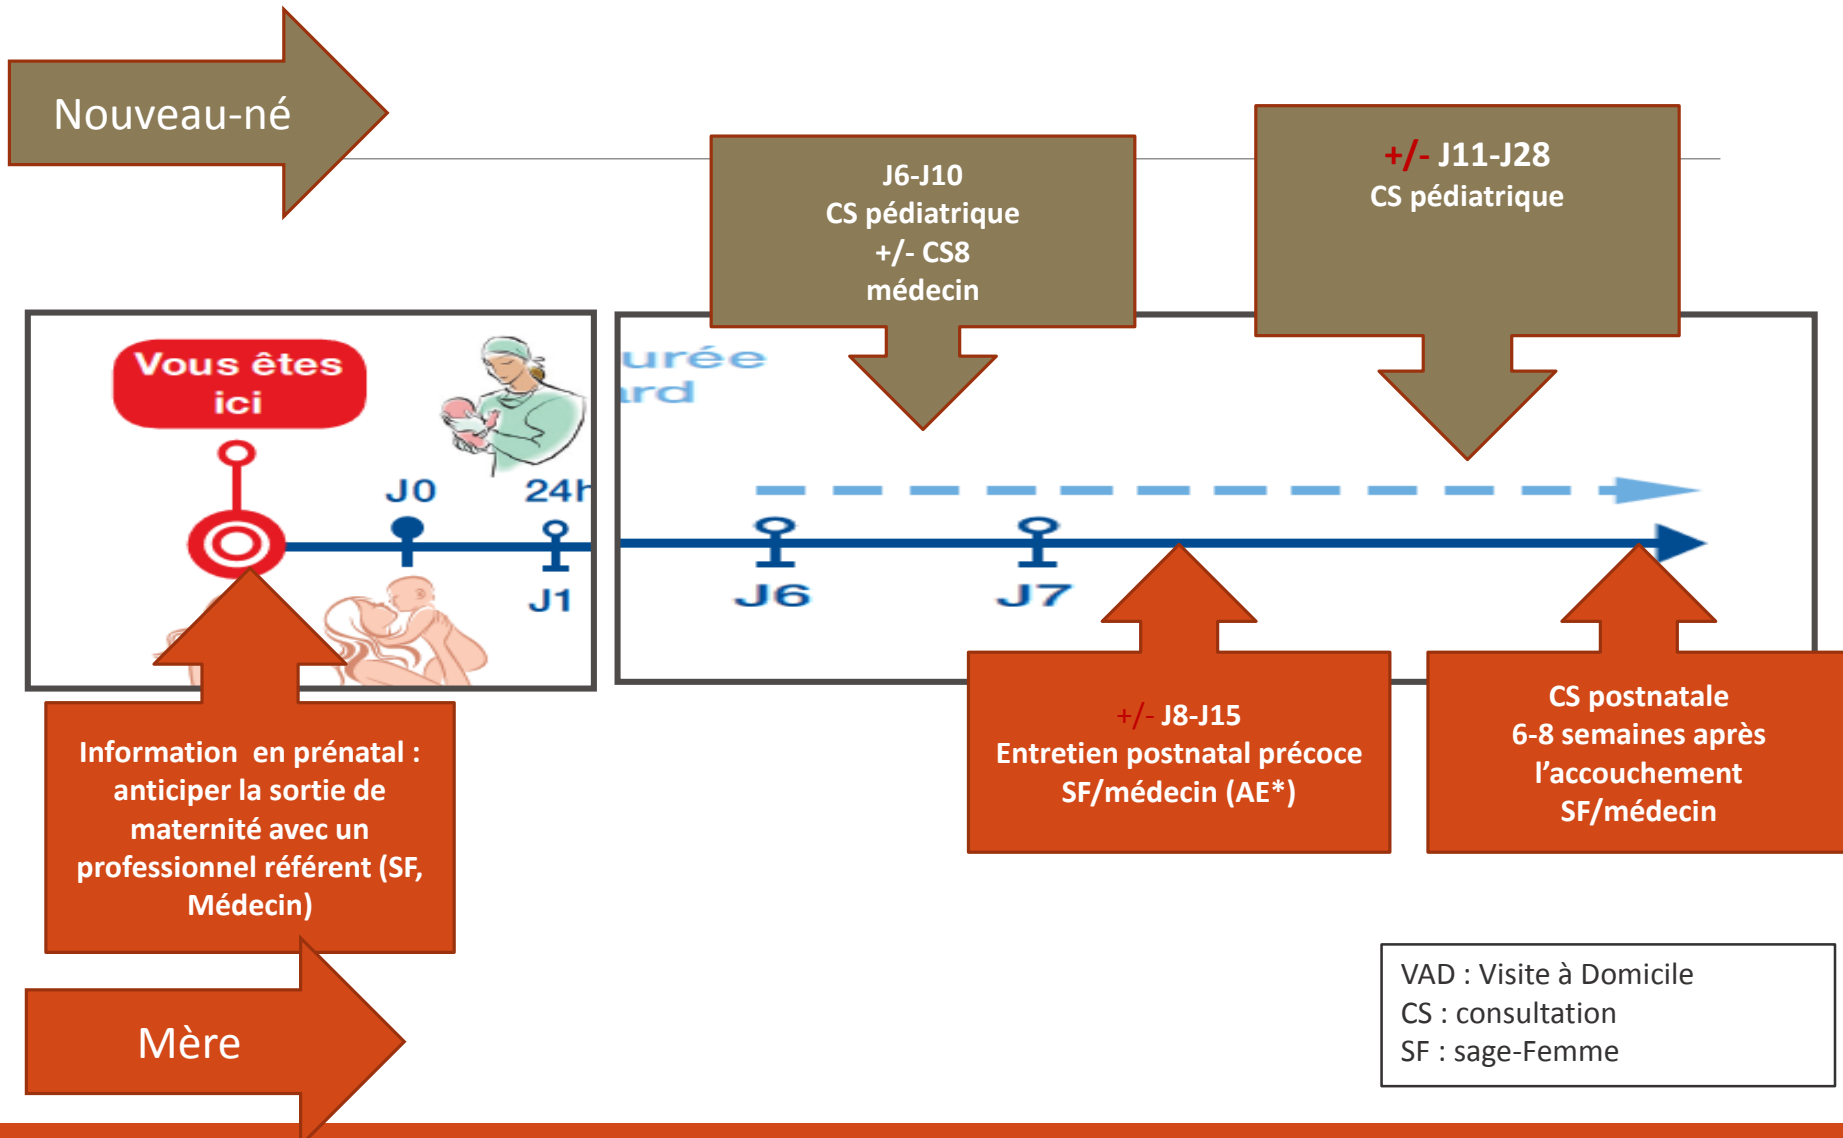 Nouveau-né
J6-J10
CS pédiatrique
+/- CS8
médecin
+/- J11-J28
CS pédiatrique
Vous êtes
ici
urée
ard
J0
24h
J1
J6
J7
Information en prénatal :
anticiper la sortie de
maternité avec un
professionnel référent (SF,
Médecin)
+/- J8-J15
Entretien postnatal précoce
SF/médecin (AE*)
CS postnatale
6-8 semaines après
l’accouchement
SF/médecin
Mère
VAD : Visite à Domicile
CS : consultation
SF : sage-Femme